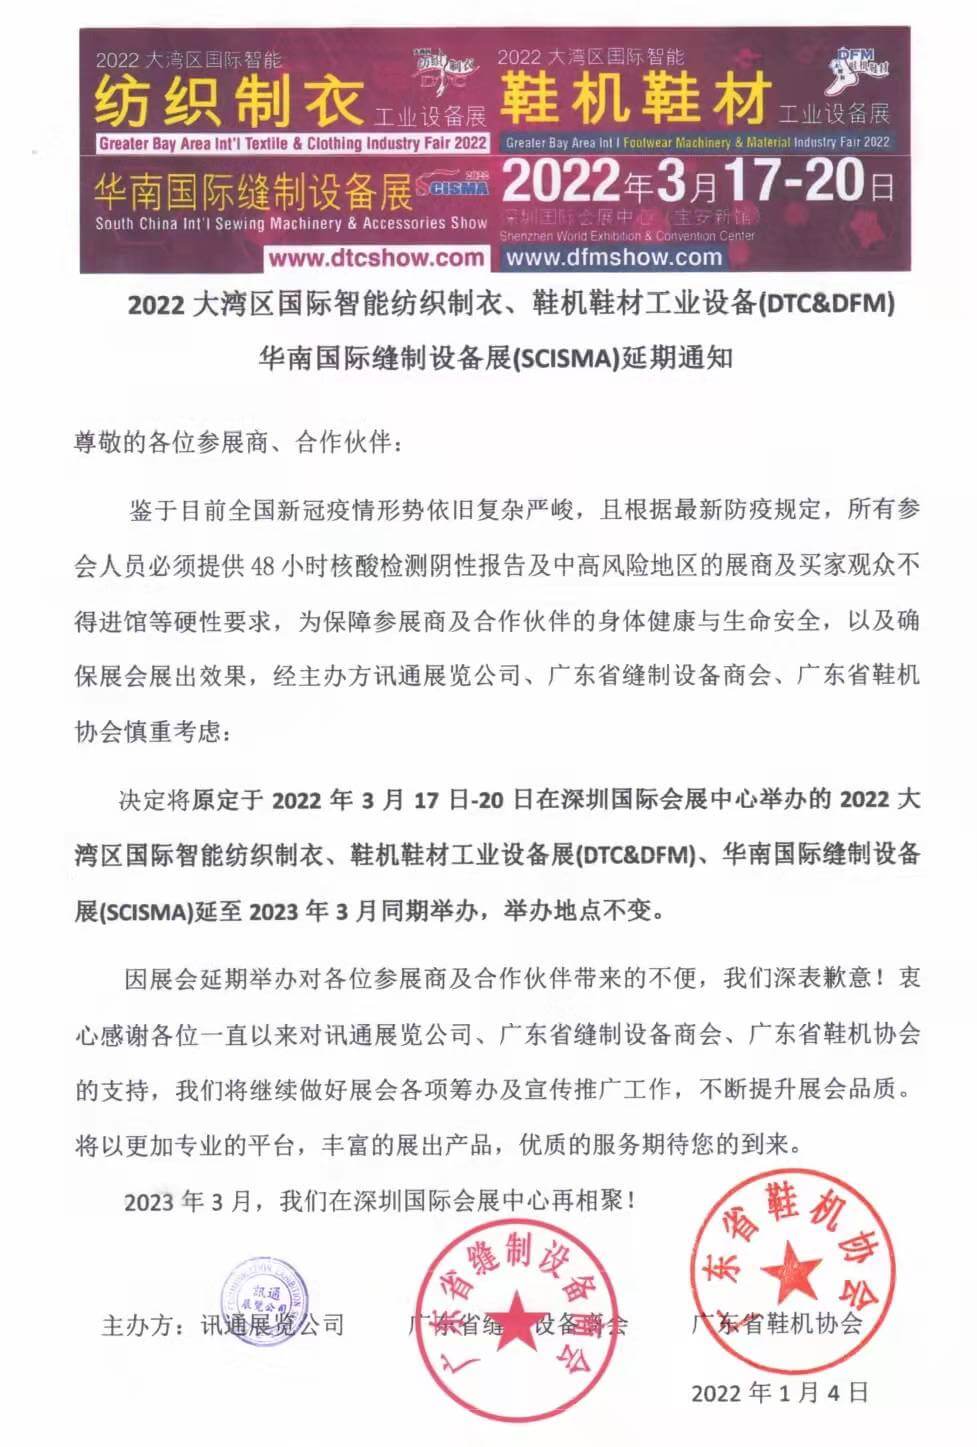 2022 大湾区国际智能
纺织制衣 工业设备展
Greater Bay Area Int'l Textile & Clothing Industry Fair 2022
华南国际缝制设备展 SCISMA
South China Int'l Sewing Machinery & Accessories Show
www.dtcshow.com
2022 大湾区国际智能
DFM
鞋机鞋材 工业设备展
Greater Bay Area Int l Footwear Machinery & Material Industry Fair 2022
2022年3月17-20日
深圳国际会展中心（宝安新馆）
Shenzhen World Exhibition & Convention Center
www.dfmshow.com
2022 大湾区国际智能纺织制衣、鞋机鞋材工业设备(DTC&DFM)
华南国际缝制设备展(SCISMA)延期通知
尊敬的各位参展商、合作伙伴：
鉴于目前全国新冠疫情形势依旧复杂严峻，且根据最新防疫规定，所有参
会人员必须提供 48 小时核酸检测阴性报告及中高风险地区的展商及买家观众不
得进馆等硬性要求，为保障参展商及合作伙伴的身体健康与生命安全，以及确
保展会展出效果，经主办方讯通展览公司、广东省缝制设备商会、广东省鞋机
协会慎重考虑：
决定将原定于 2022 年 3 月 17 日-20 日在深圳国际会展中心举办的 2022 大
湾区国际智能纺织制衣、鞋机鞋材工业设备展(DTC&DFM)、华南国际缝制设备
展(SCISMA)延至 2023 年 3 月同期举办，举办地点不变。
因展会延期举办对各位参展商及合作伙伴带来的不便，我们深表歉意！衷
心感谢各位一直以来对讯通展览公司、广东省缝制设备商会、广东省鞋机协会
的支持，我们将继续做好展会各项筹办及宣传推广工作，不断提升展会品质。
将以更加专业的平台，丰富的展出产品，优质的服务期待您的到来。
2023 年 3 月，我们在深圳国际会展中心再相聚！
主办方：讯通展览公司 广东省缝制设备商会 广东省鞋机协会
讯通
展览公司
广东省缝制设备商会
广东省鞋机协会
2022 年 1 月 4 日